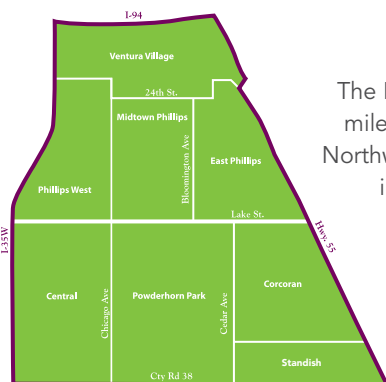 I-94
Ventura Village
24th St.
Midtown Phillips
Bloomington Ave
East Phillips
Phillips West
Lake St.
I-35W
Hwy. 55
Central
Chicago Ave
Powderhorn Park
Cedar Ave
Corcoran
Standish
Cty Rd 38
The
mile
Northw
i